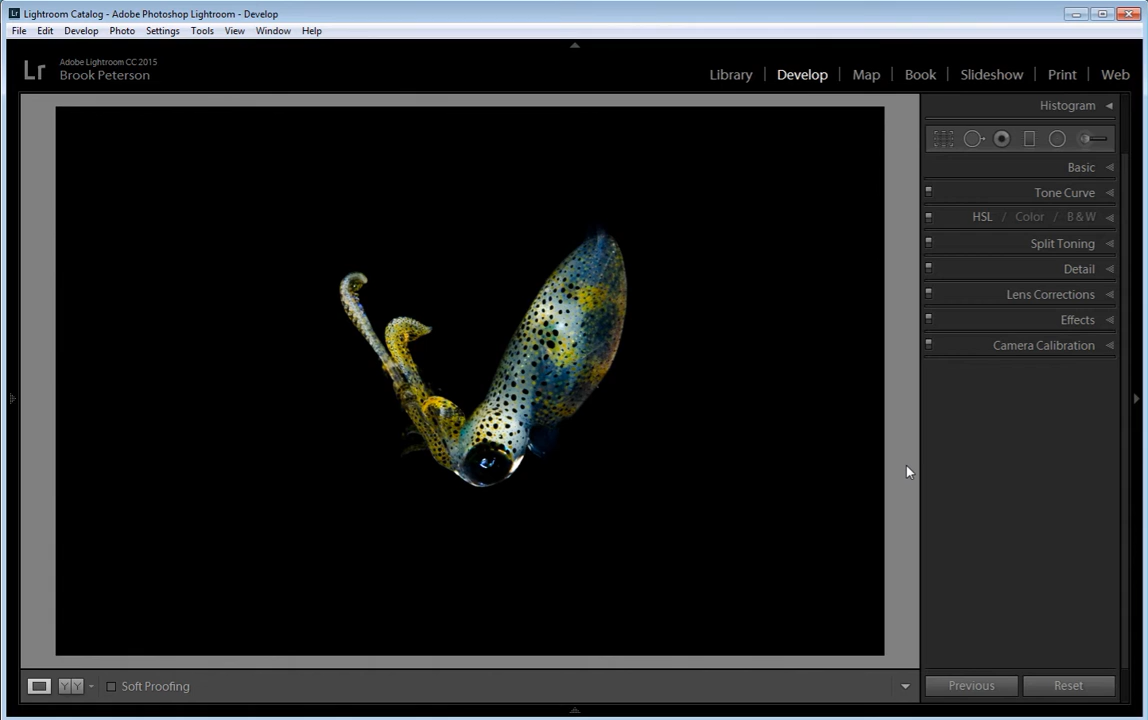 Lightroom Catalog - Adobe Photoshop Lightroom - Develop
File Edit Develop Photo Settings Tools View Window Help
Lr
Adobe Lightroom CC 2015
Brook Peterson
Library | Develop | Map | Book | Slideshow | Print | Web
Histogram
Basic
Tone Curve
HSL / Color / B & W
Split Toning
Detail
Lens Corrections
Effects
Camera Calibration
Y Y
Soft Proofing
Previous
Reset